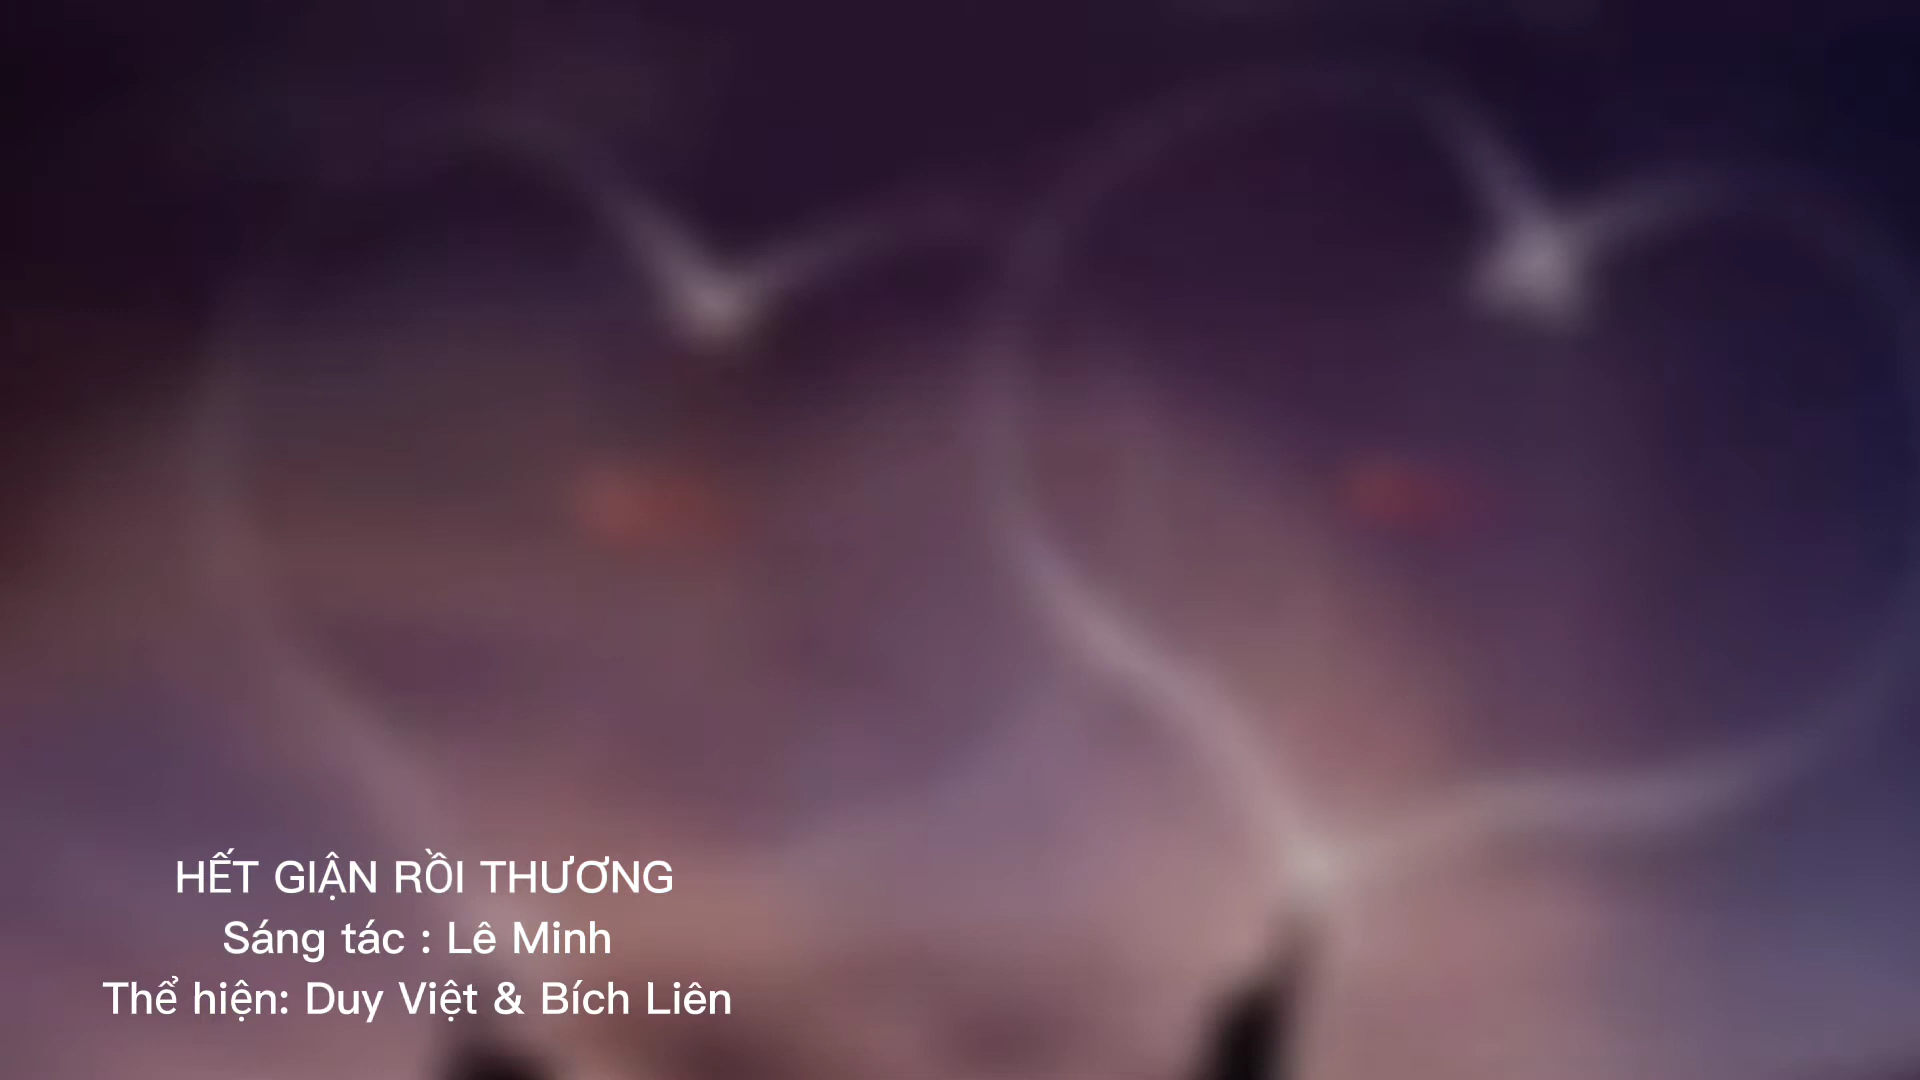 HẾT GIẬN RỒI THƯƠNG
Sáng tác : Lê Minh
Thể hiện: Duy Việt & Bích Liên